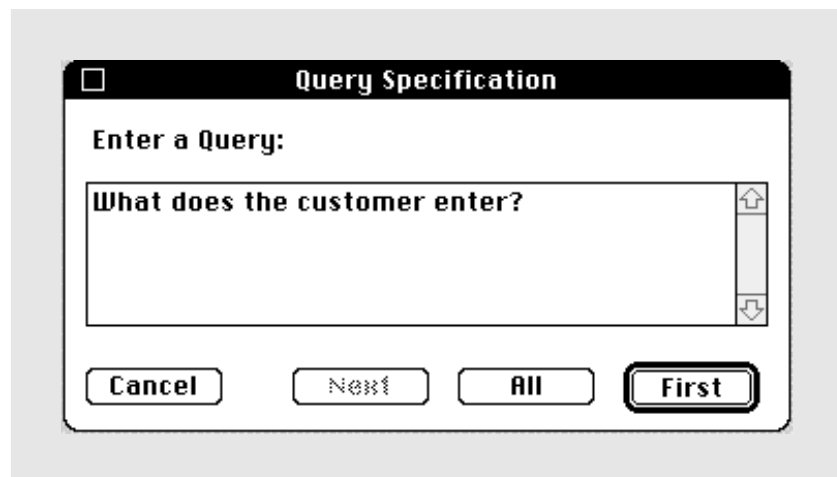 Query Specification
Enter a Query:
What does the customer enter?
Cancel Next All First